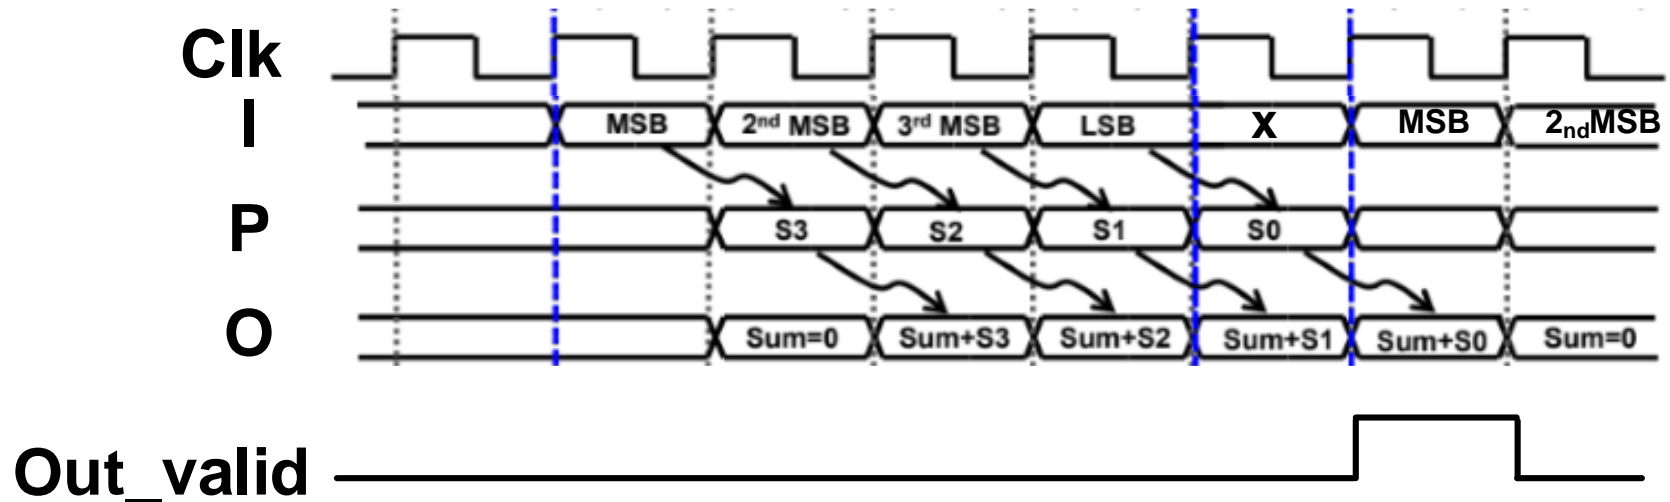 Clk
I MSB 2nd MSB 3rd MSB LSB X MSB 2ndMSB
P S3 S2 S1 S0
O Sum=0 Sum+S3 Sum+S2 Sum+S1 Sum+S0 Sum=0
Out_valid